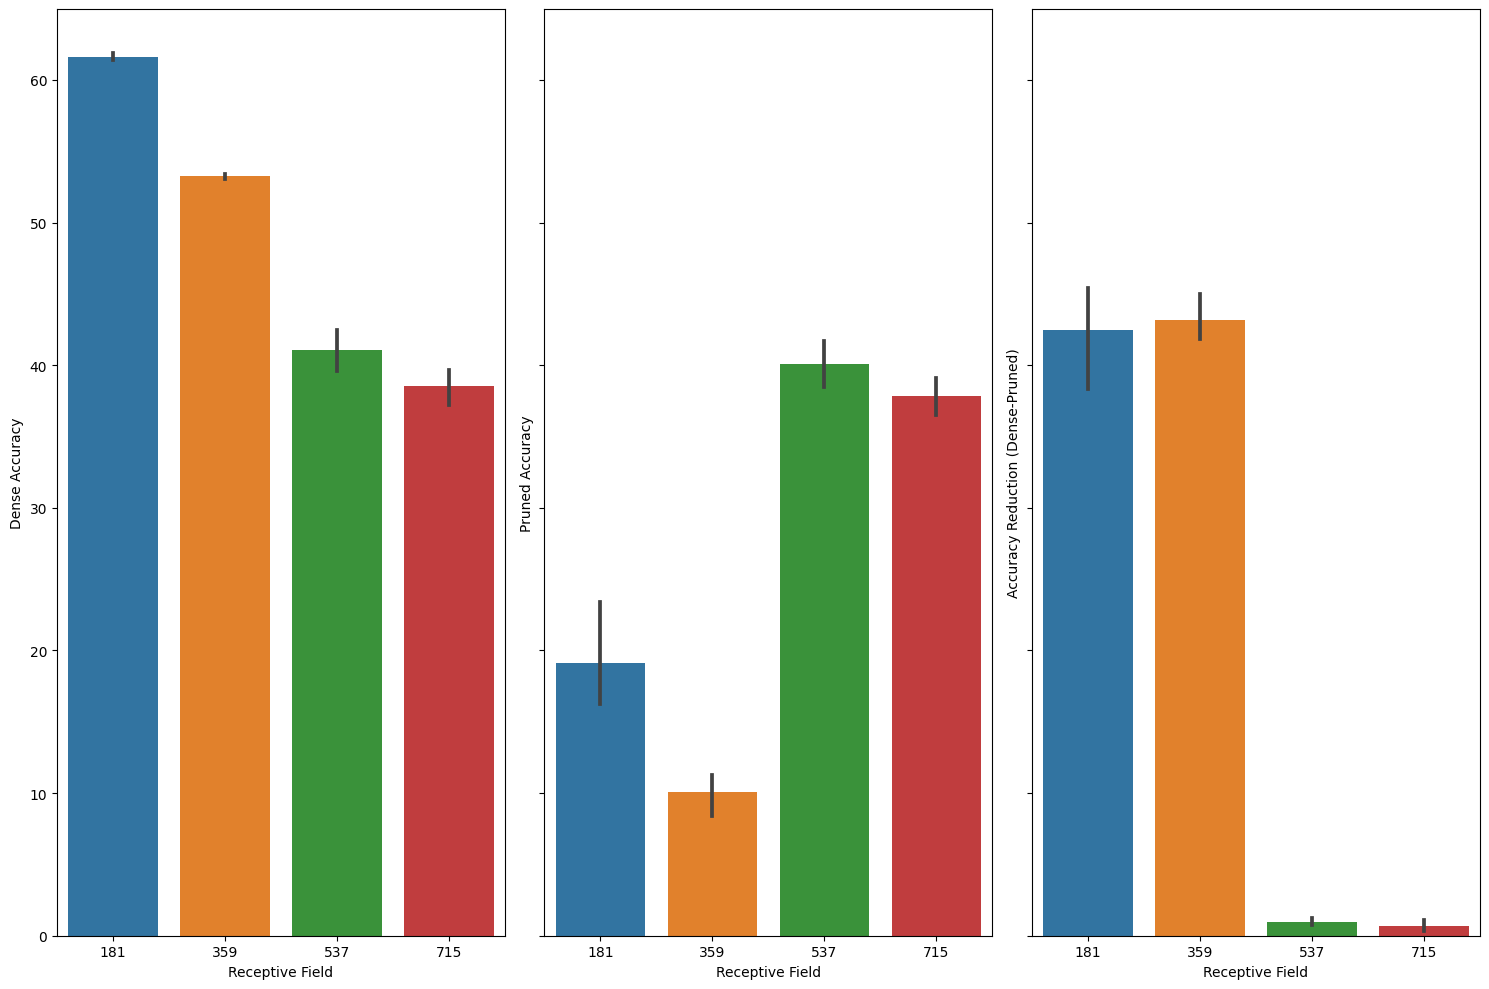 Dense Accuracy
60
50
40
30
20
10
0
181 359 537 715
Receptive Field
Pruned Accuracy
181 359 537 715
Receptive Field
Accuracy Reduction (Dense-Pruned)
181 359 537 715
Receptive Field